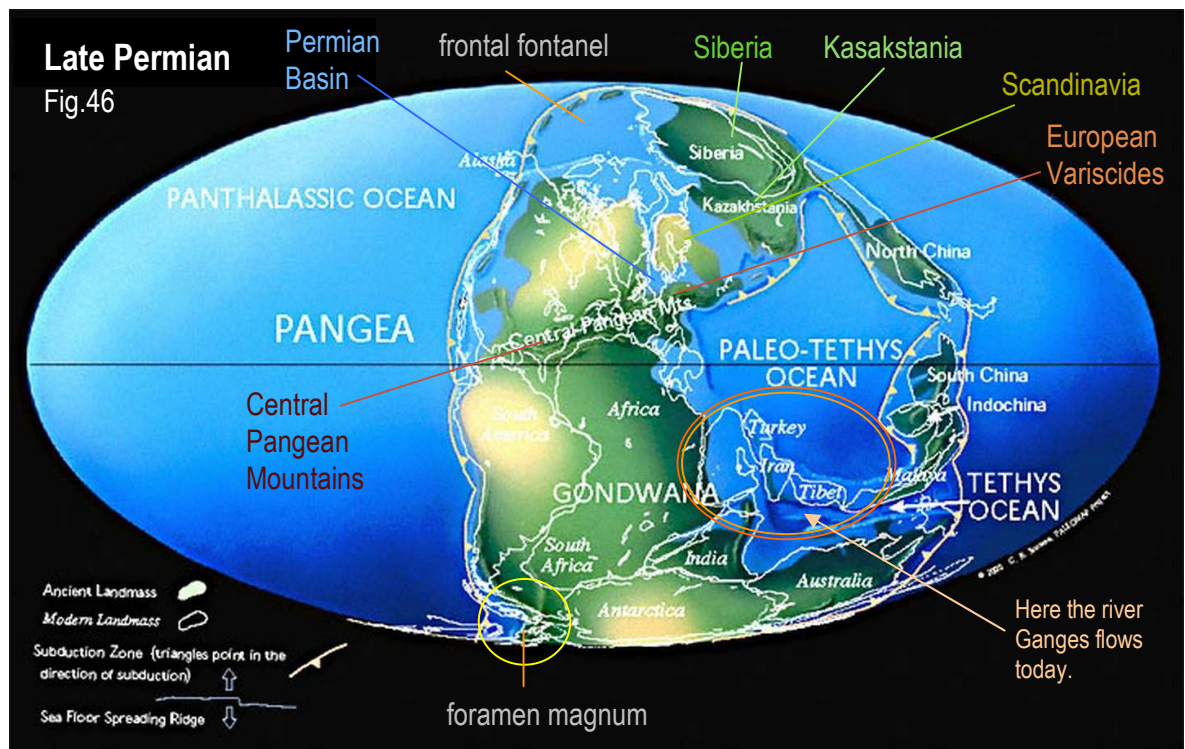 Late Permian
Fig.46
Permian
Basin
frontal fontanel
Siberia
Kasakstania
Scandinavia
European
Variscides
Alaska
Siberia
PANTHALASSIC OCEAN
Kazakhstania
North China
PANGEA
Central Pangean Mts.
PALEO-TETHYS
OCEAN
South China
Indochina
Central
Pangean
Mountains
South
America
Africa
Turkey
Iran
Tibet
Malaya
GONDWANA
TETHYS
OCEAN
South
Africa
India
Australia
Antarctica
Ancient Landmass
Modern Landmass
Subduction Zone (triangles point in the
direction of subduction)
Sea Floor Spreading Ridge
Here the river
Ganges flows
today.
foramen magnum